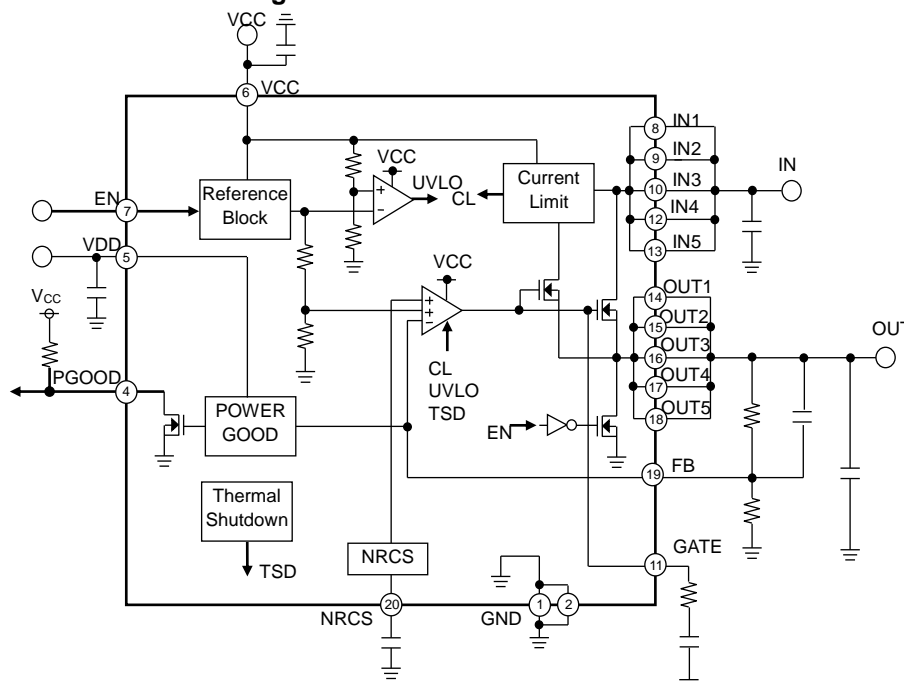 VCC
VCC
6
IN1
8
IN2
9
IN
IN3
10
IN4
12
IN5
13
EN
7
Reference
Block
VCC
UVLO
CL
Current
Limit
VDD
5
VCC
VCC
PGOOD
4
CL
UVLO
TSD
OUT1
14
OUT2
15
OUT
OUT3
16
OUT4
17
OUT5
18
POWER
GOOD
EN
FB
19
Thermal
Shutdown
TSD
NRCS
GATE
11
NRCS
20
GND
1
2